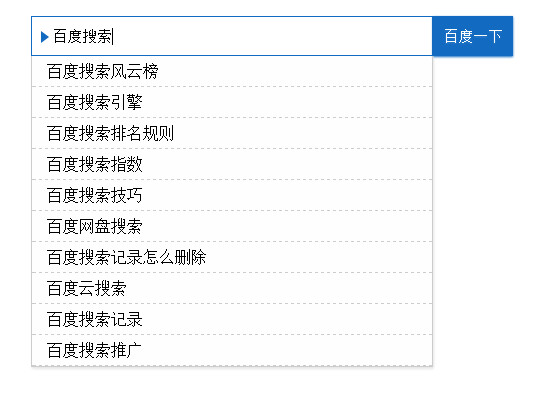 百度搜索
百度一下
百度搜索风云榜
百度搜索引擎
百度搜索排名规则
百度搜索指数
百度搜索技巧
百度网盘搜索
百度搜索记录怎么删除
百度云搜索
百度搜索记录
百度搜索推广